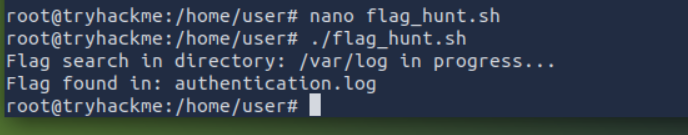 root@tryhackme:/home/user# nano flag_hunt.sh
root@tryhackme:/home/user# ./flag_hunt.sh
Flag search in directory: /var/log in progress...
Flag found in: authentication.log
root@tryhackme:/home/user#